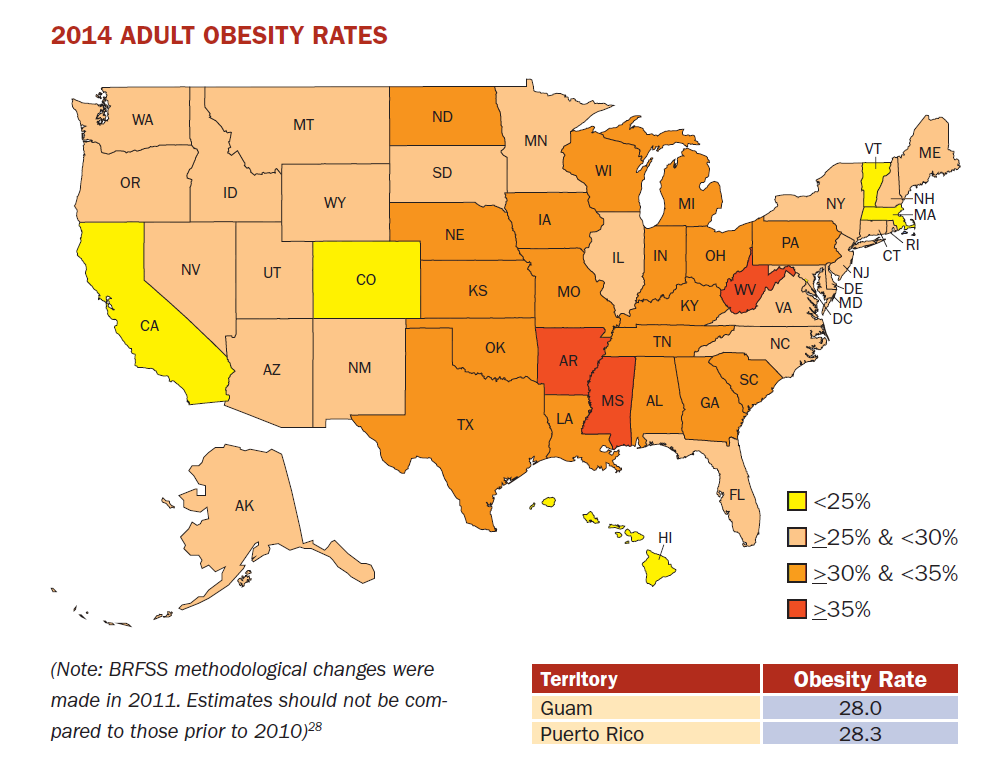 2014 ADULT OBESITY RATES
WA
MT
ND
MN
VT
ME
OR
ID
WY
SD
WI
MI
NY
NH
MA
RI
CT
NV
UT
CO
NE
IA
IL
IN
OH
PA
NJ
DE
MD
DC
CA
KS
MO
KY
WV
VA
AZ
NM
OK
AR
TN
NC
TX
LA
MS
AL
GA
SC
AK
FL
HI
<25%
≥25% & <30%
≥30% & <35%
≥35%
(Note: BRFSS methodological changes were
made in 2011. Estimates should not be com-
pared to those prior to 2010)28
Territory Obesity Rate
Guam 28.0
Puerto Rico 28.3